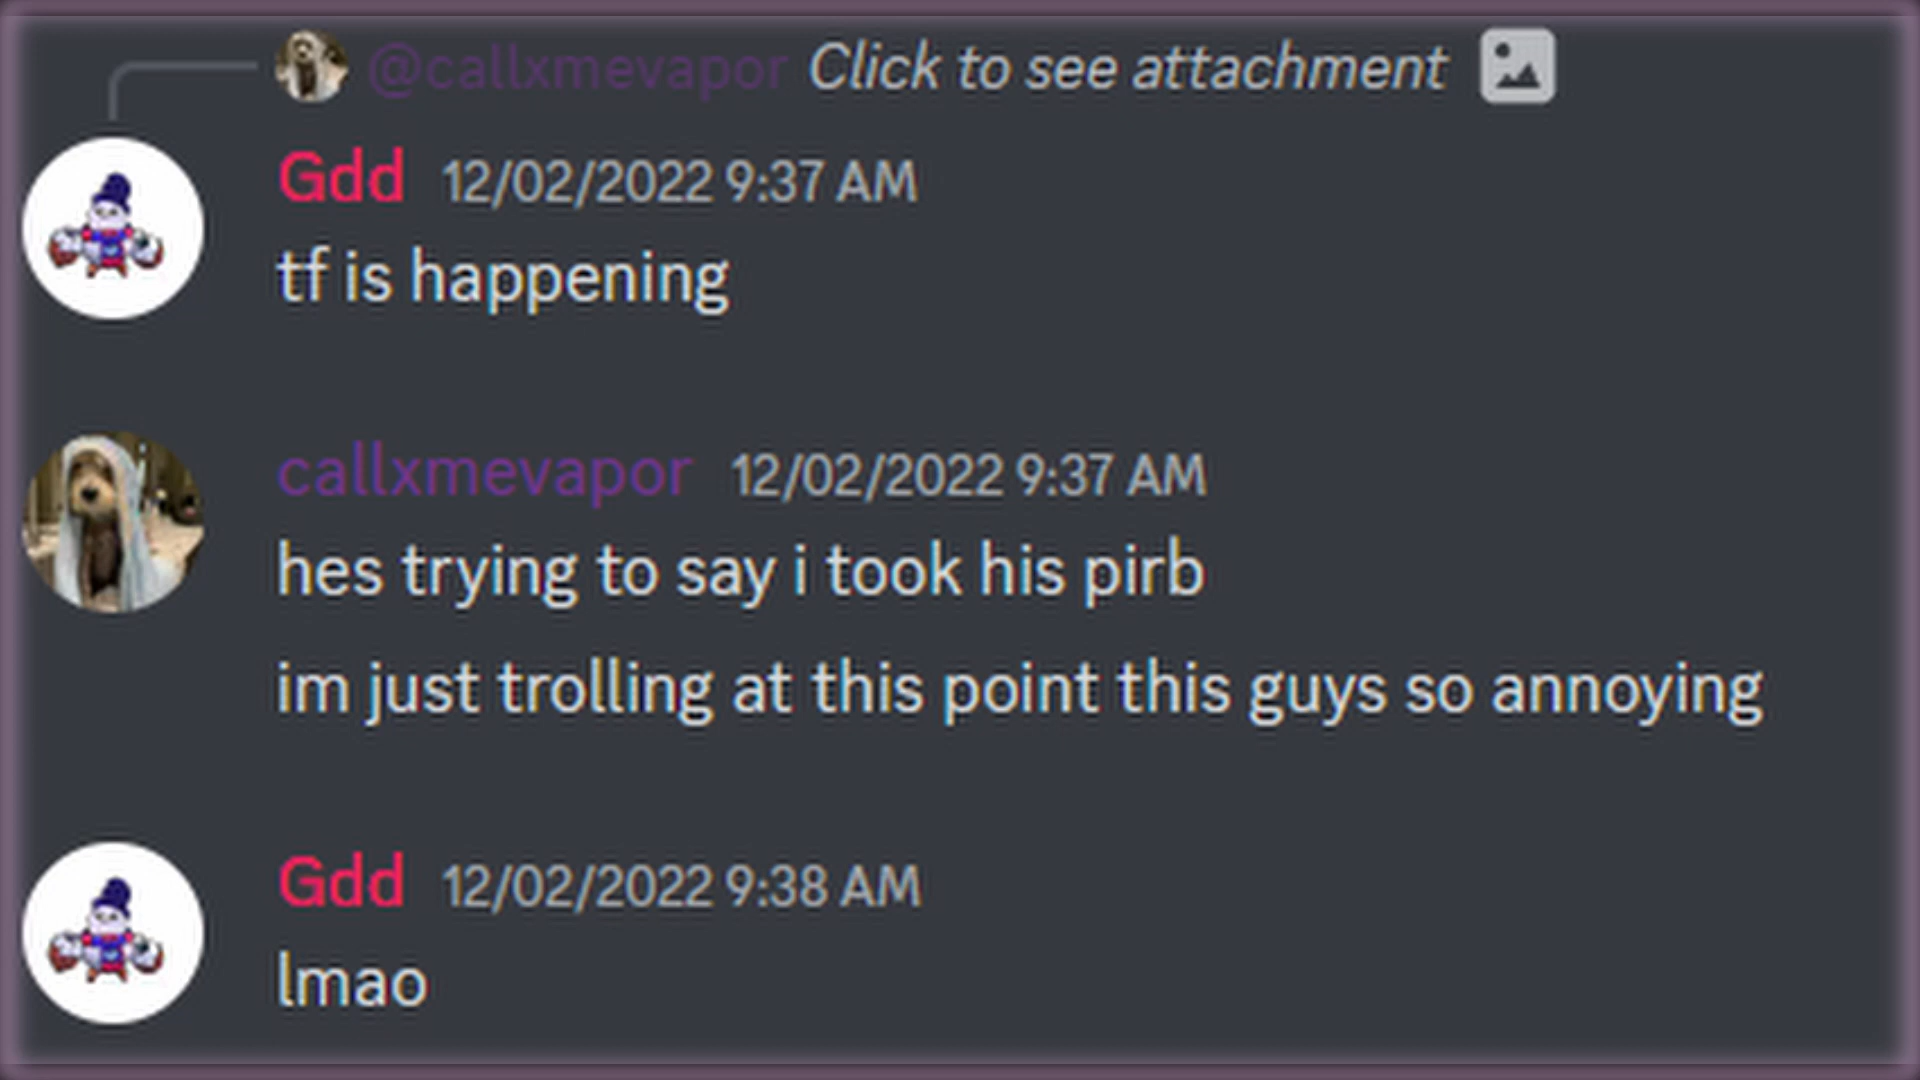 @callxmevapor Click to see attachment
Gdd 12/02/2022 9:37 AM
tf is happening
callxmevapor 12/02/2022 9:37 AM
hes trying to say i took his pirb
im just trolling at this point this guys so annoying
Gdd 12/02/2022 9:38 AM
lmao